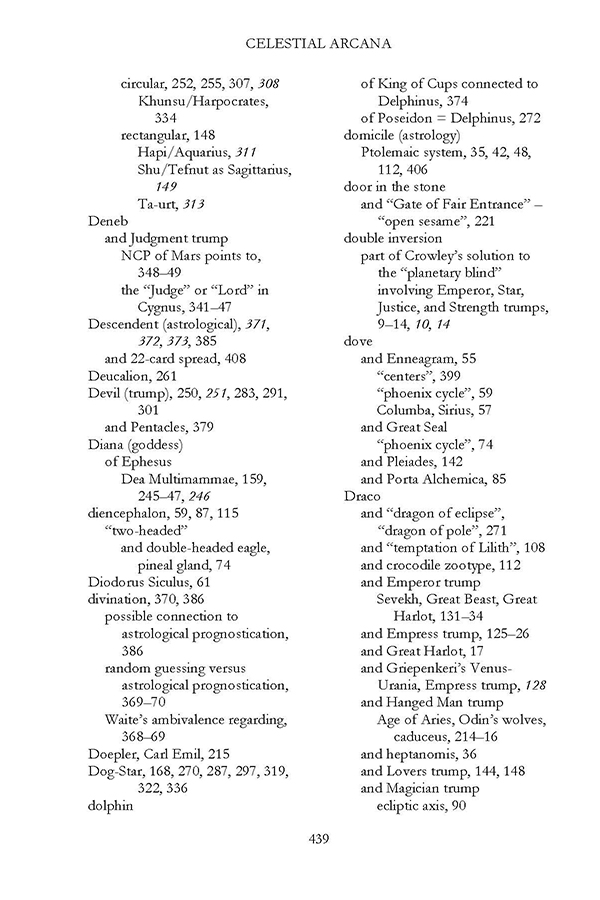 CELESTIAL ARCANA
circular, 252, 255, 307, 308
Khunsu/Harpocrates,
334
rectangular, 148
Hapi/Aquarius, 311
Shu/Tefnut as Sagittarius,
149
Ta-urt, 313
Deneb
and Judgment trump
NCP of Mars points to,
348–49
the “Judge” or “Lord” in
Cygnus, 341–47
Descendent (astrological), 371,
372, 373, 385
and 22-card spread, 408
Deucalion, 261
Devil (trump), 250, 251, 283, 291,
301
and Pentacles, 379
Diana (goddess)
of Ephesus
Dea Multimammae, 159,
245–47, 246
diencephalon, 59, 87, 115
“two-headed”
and double-headed eagle,
pineal gland, 74
Diodorus Siculus, 61
divination, 370, 386
possible connection to
astrological prognostication,
386
random guessing versus
astrological prognostication,
369–70
Waite’s ambivalence regarding,
368–69
Doepler, Carl Emil, 215
Dog-Star, 168, 270, 287, 297, 319,
322, 336
dolphin
of King of Cups connected to
Delphinus, 374
of Poseidon = Delphinus, 272
domicile (astrology)
Ptolemaic system, 35, 42, 48,
112, 406
door in the stone
and “Gate of Fair Entrance” –
“open sesame”, 221
double inversion
part of Crowley’s solution to
the “planetary blind”
involving Emperor, Star,
Justice, and Strength trumps,
9–14, 10, 14
dove
and Enneagram, 55
“centers”, 399
“phoenix cycle”, 59
Columba, Sirius, 57
and Great Seal
“phoenix cycle”, 74
and Pleiades, 142
and Porta Alchemica, 85
Draco
and “dragon of eclipse”,
“dragon of pole”, 271
and “temptation of Lilith”, 108
and crocodile zootype, 112
and Emperor trump
Sevekh, Great Beast, Great
Harlot, 131–34
and Empress trump, 125–26
and Great Harlot, 17
and Griepenkeri’s Venus-
Urania, Empress trump, 128
and Hanged Man trump
Age of Aries, Odin’s wolves,
caduceus, 214–16
and heptanomis, 36
and Lovers trump, 144, 148
and Magician trump
ecliptic axis, 90
439